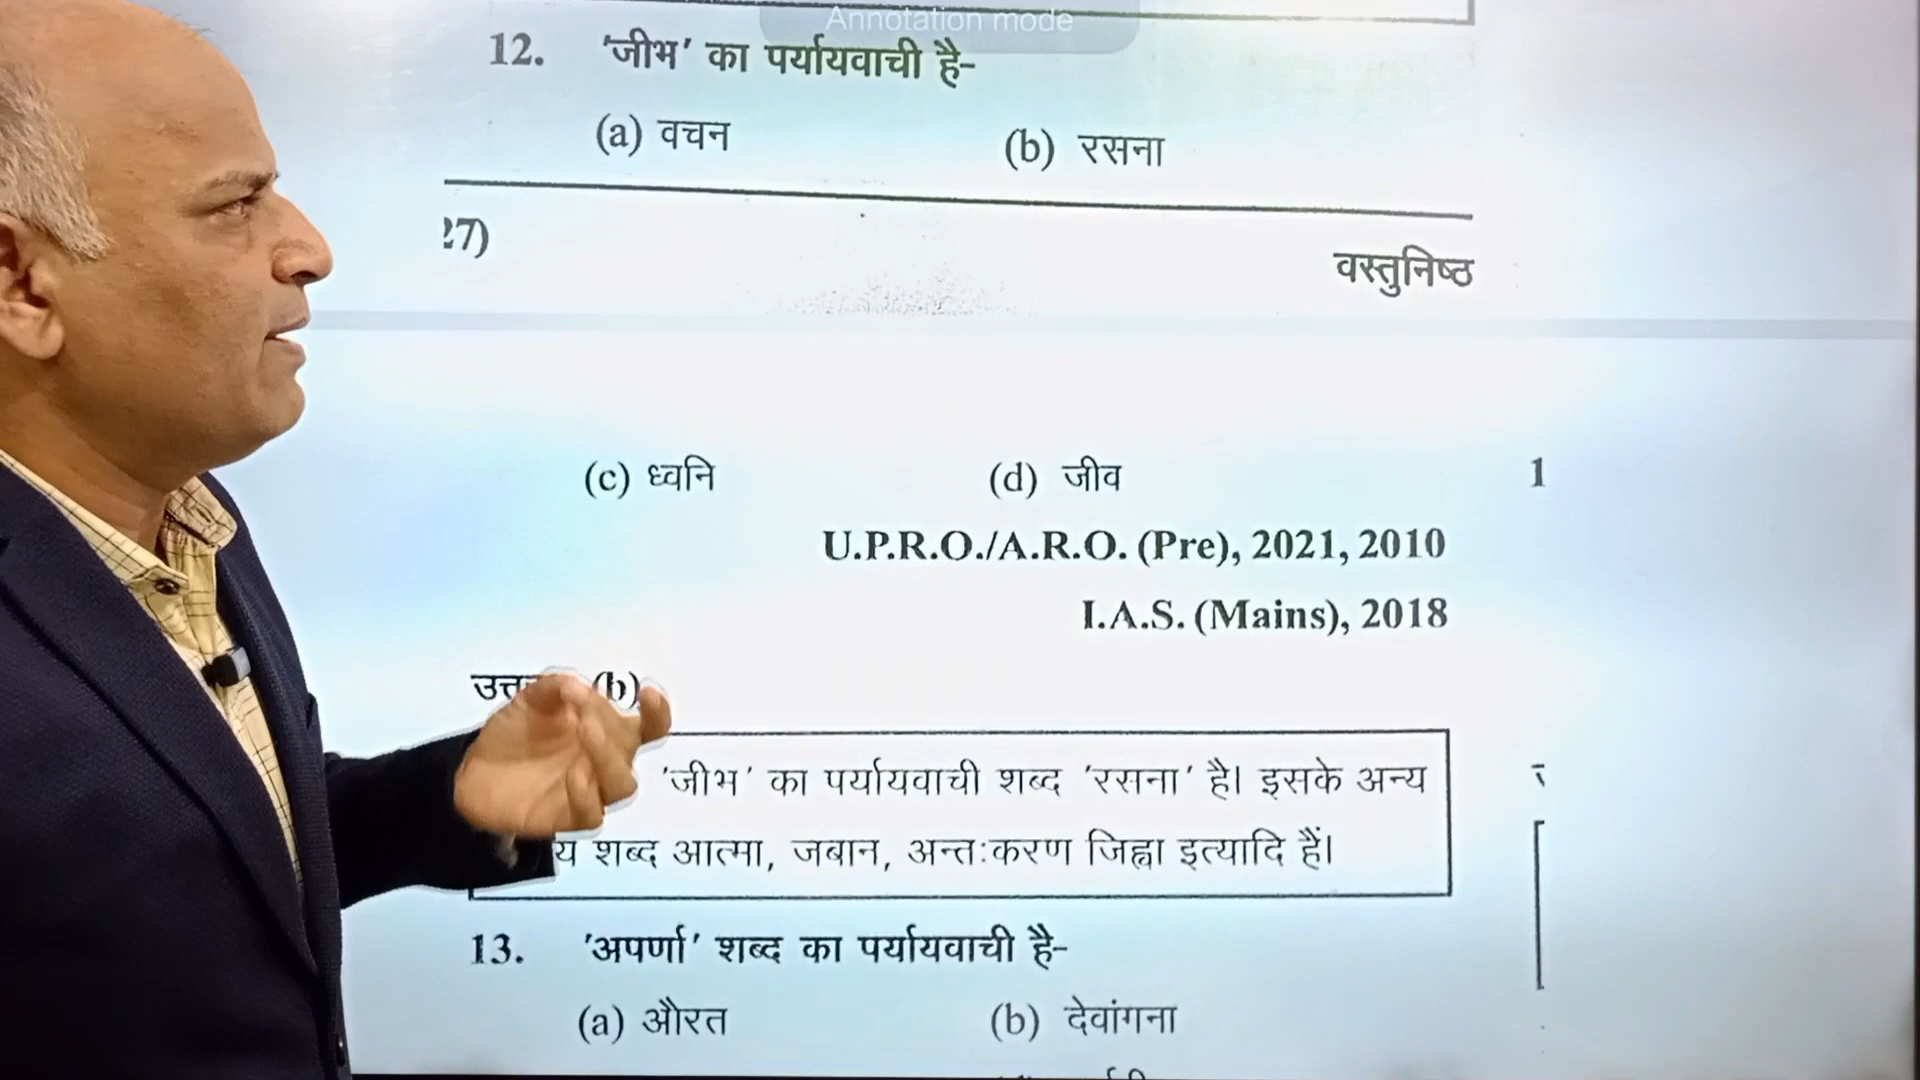 Annotation mode
12. 'जीभ' का पर्यायवाची है-
(a) वचन (b) रसना
27)
वस्तुनिष्ठ
(c) ध्वनि (d) जीव 1
U.P.R.O./A.R.O. (Pre), 2021, 2010
I.A.S. (Mains), 2018
(b)
'जीभ' का पर्यायवाची शब्द 'रसना' है। इसके अन्य
शब्द आत्मा, जबान, अन्तःकरण जिह्वा इत्यादि हैं।
13. 'अपर्णा' शब्द का पर्यायवाची है-
(a) औरत (b) देवांगना